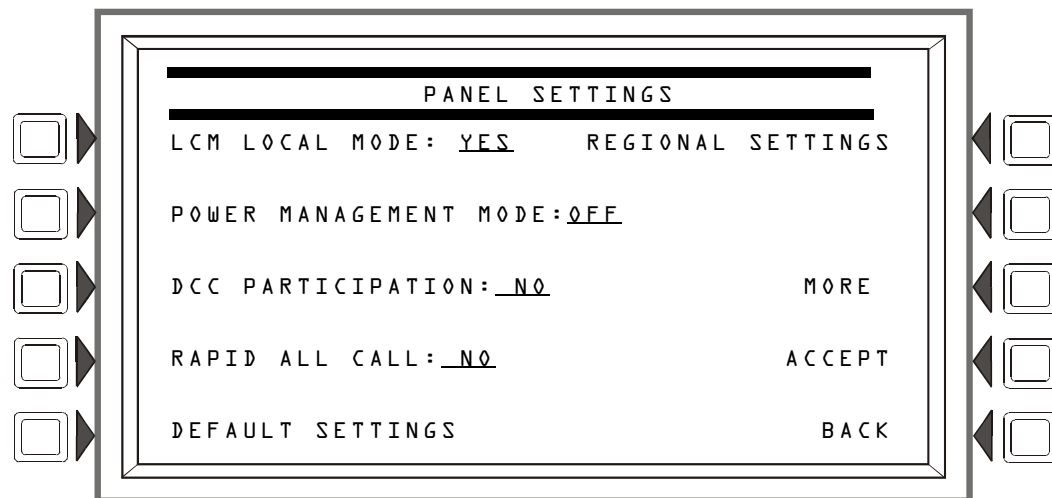 PANEL SETTINGS
LCM LOCAL MODE: YES REGIONAL SETTINGS
POWER MANAGEMENT MODE:OFF
DCC PARTICIPATION: NO MORE
RAPID ALL CALL: NO ACCEPT
DEFAULT SETTINGS BACK